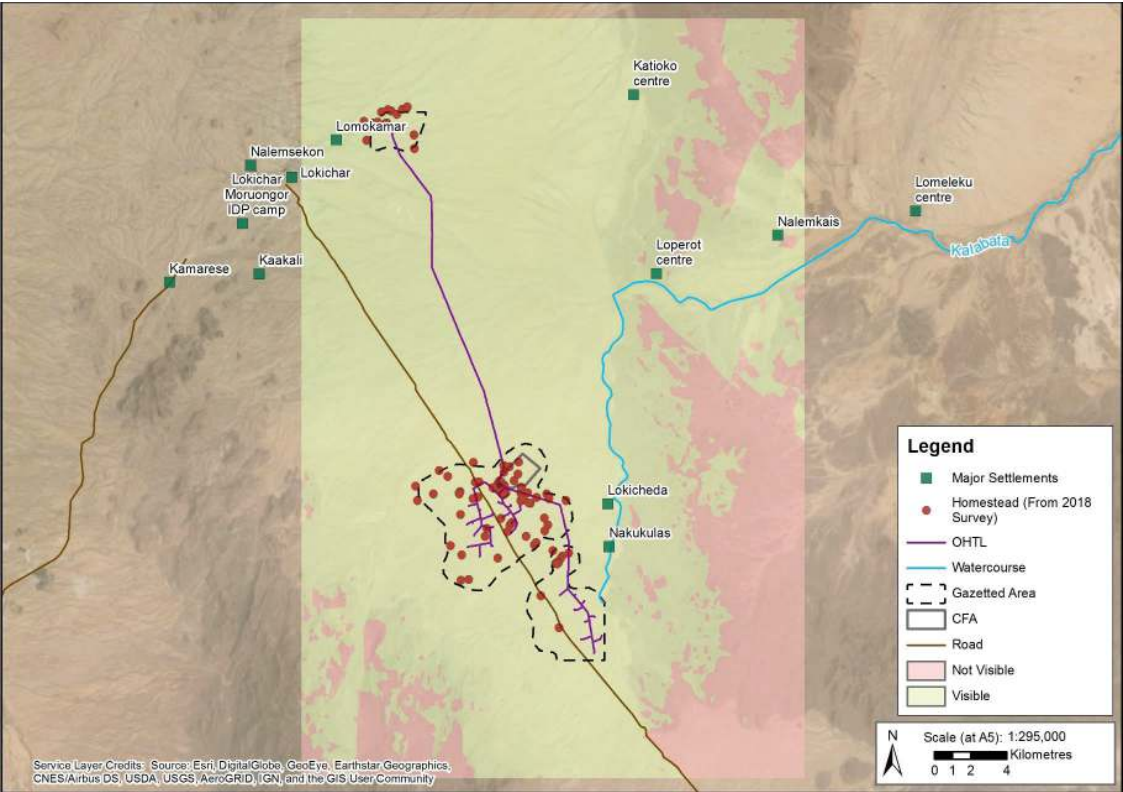 Katioko
centre
Lomokamar
Nalemsekon
Lokichar
Lokichar
Moruongor
IDP camp
Lomeleku
centre
Nalemkais
Kalabata
Loperot
centre
Kaakali
Kamarese
Lokicheda
Nakukulas
Legend
Major Settlements
Homestead (From 2018
Survey)
OHTL
Watercourse
Gazetted Area
CFA
Road
Not Visible
Visible
N
Scale (at A5): 1:295,000
Kilometres
0 1 2 4
Service Layer Credits: Source: Esri, DigitalGlobe, GeoEye, Earthstar Geographics,
CNES/Airbus DS, USDA, USGS, AeroGRID, IGN, and the GIS User Community